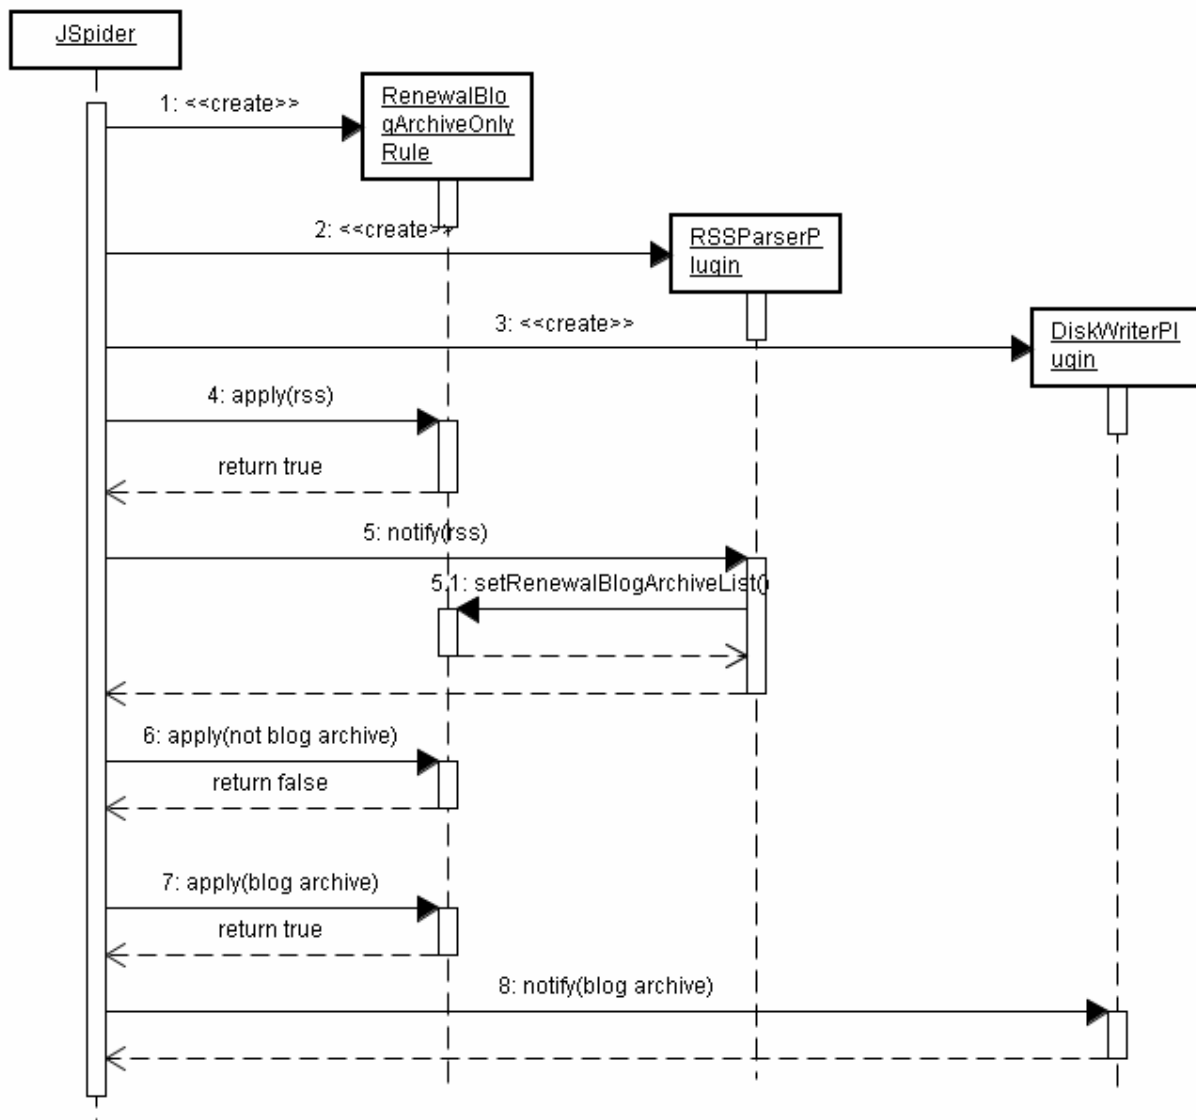 JSpider
1: <<create>>
RenewalBlo
gArchiveOnly
Rule
2: <<create>>
RSSParserP
lugin
3: <<create>>
DiskWriterPl
ugin
4: apply(rss)
return true
5: notify(rss)
5.1: setRenewalBlogArchiveList()
6: apply(not blog archive)
return false
7: apply(blog archive)
return true
8: notify(blog archive)